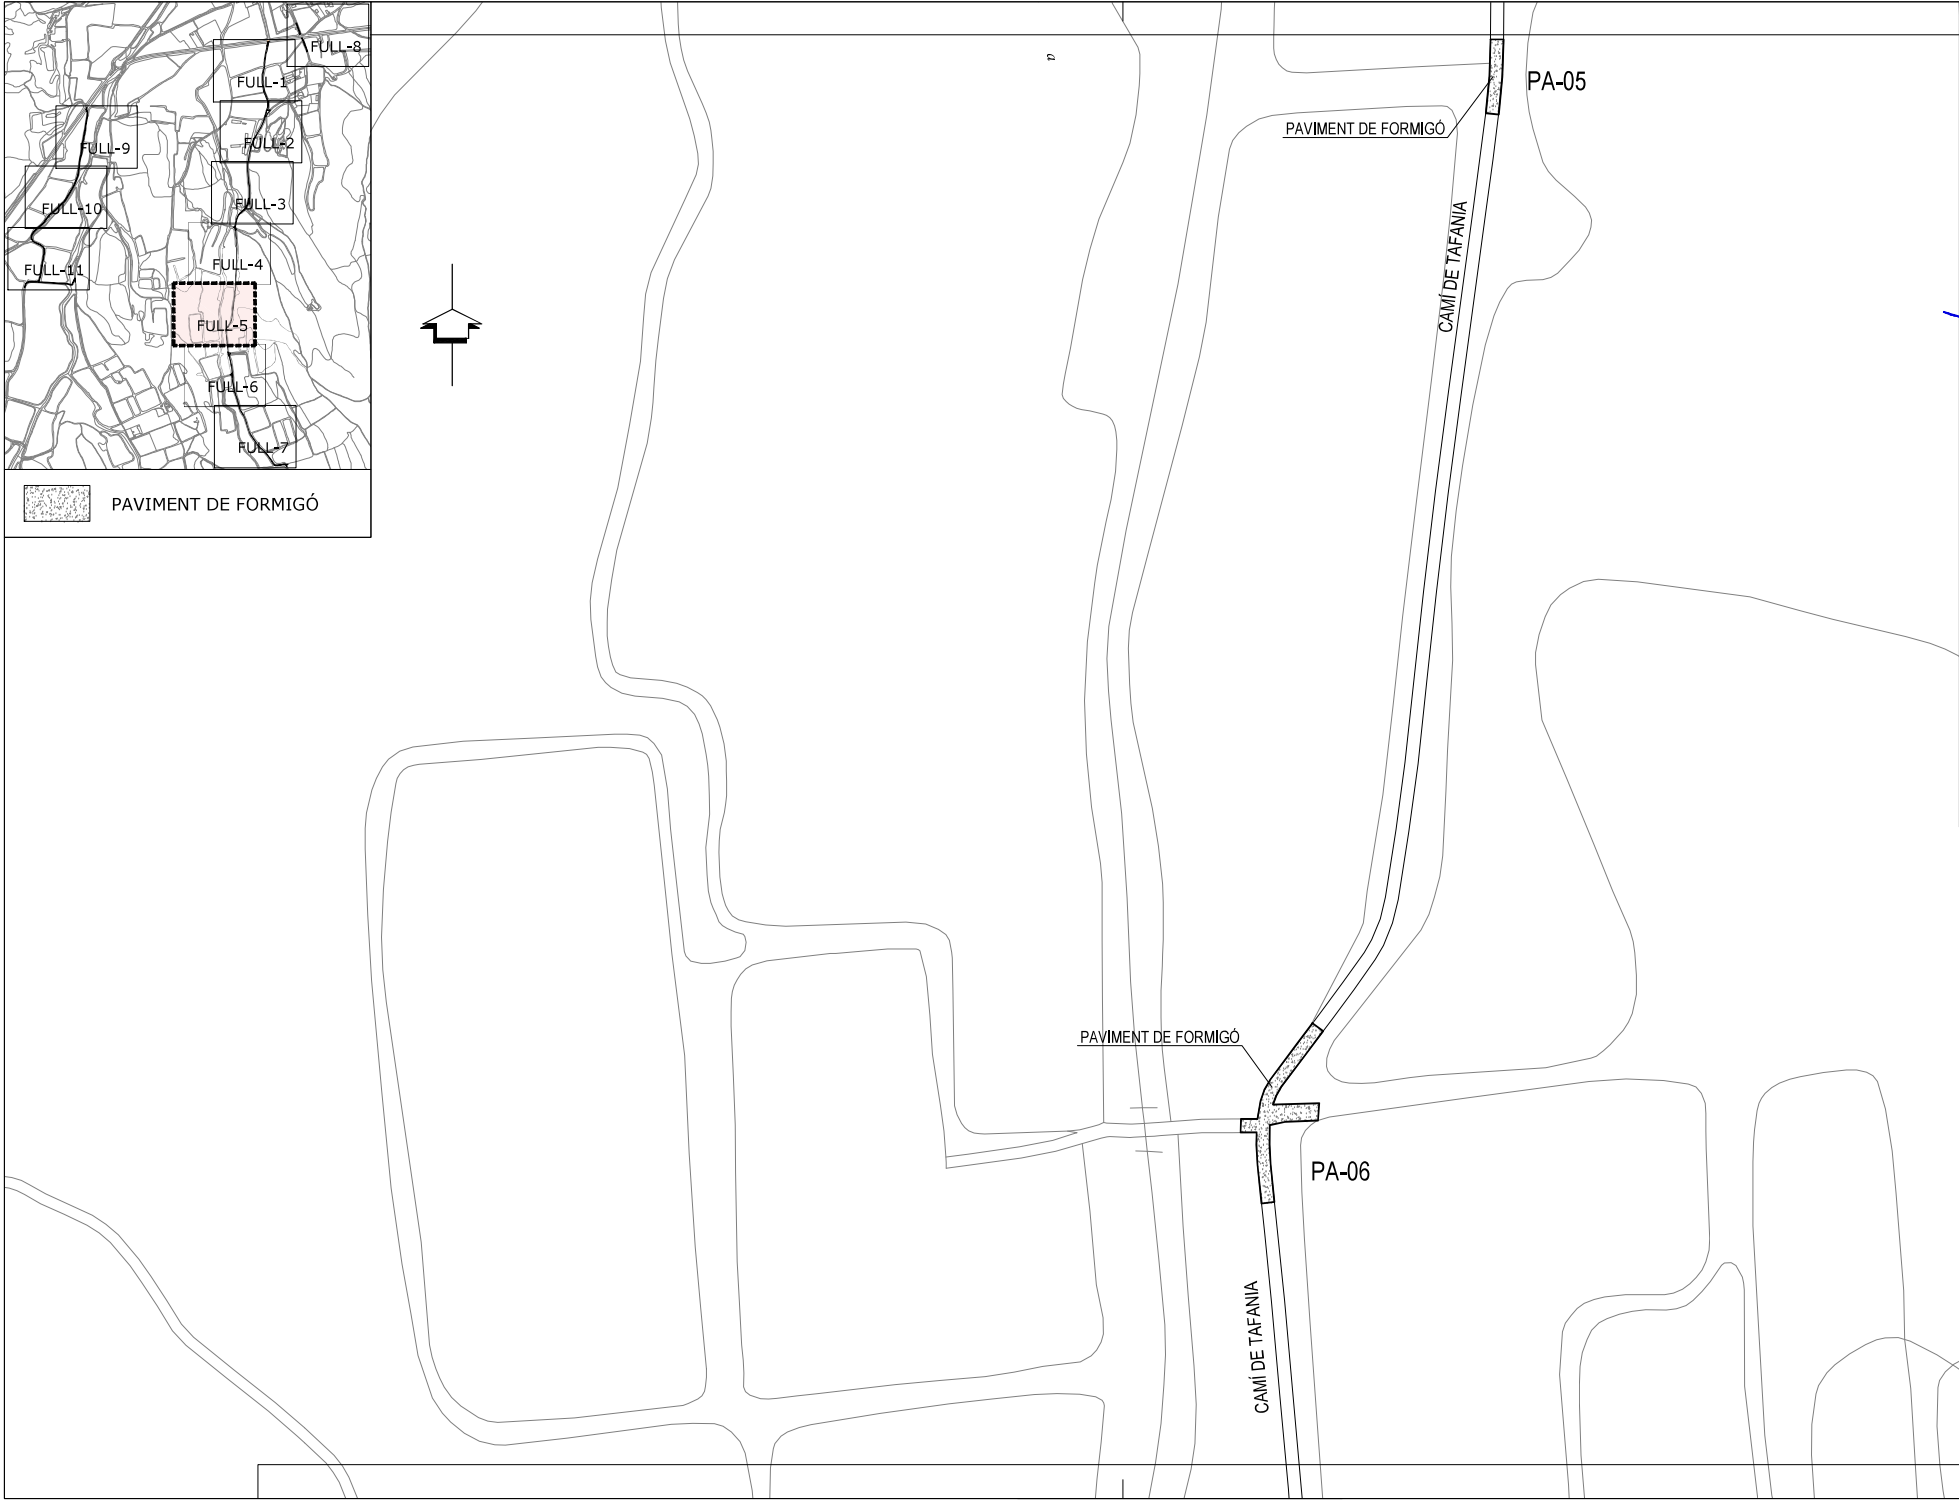 FULL-8
FULL-1
FULL-2
FULL-9
FULL-3
FULL-10
FULL-4
FULL-11
FULL-5
FULL-6
FULL-7
PAVIMENT DE FORMIGÓ
a
PA-05
PAVIMENT DE FORMIGÓ
CAMÍ DE TAFANIA
PAVIMENT DE FORMIGÓ
PA-06
CAMÍ DE TAFANIA